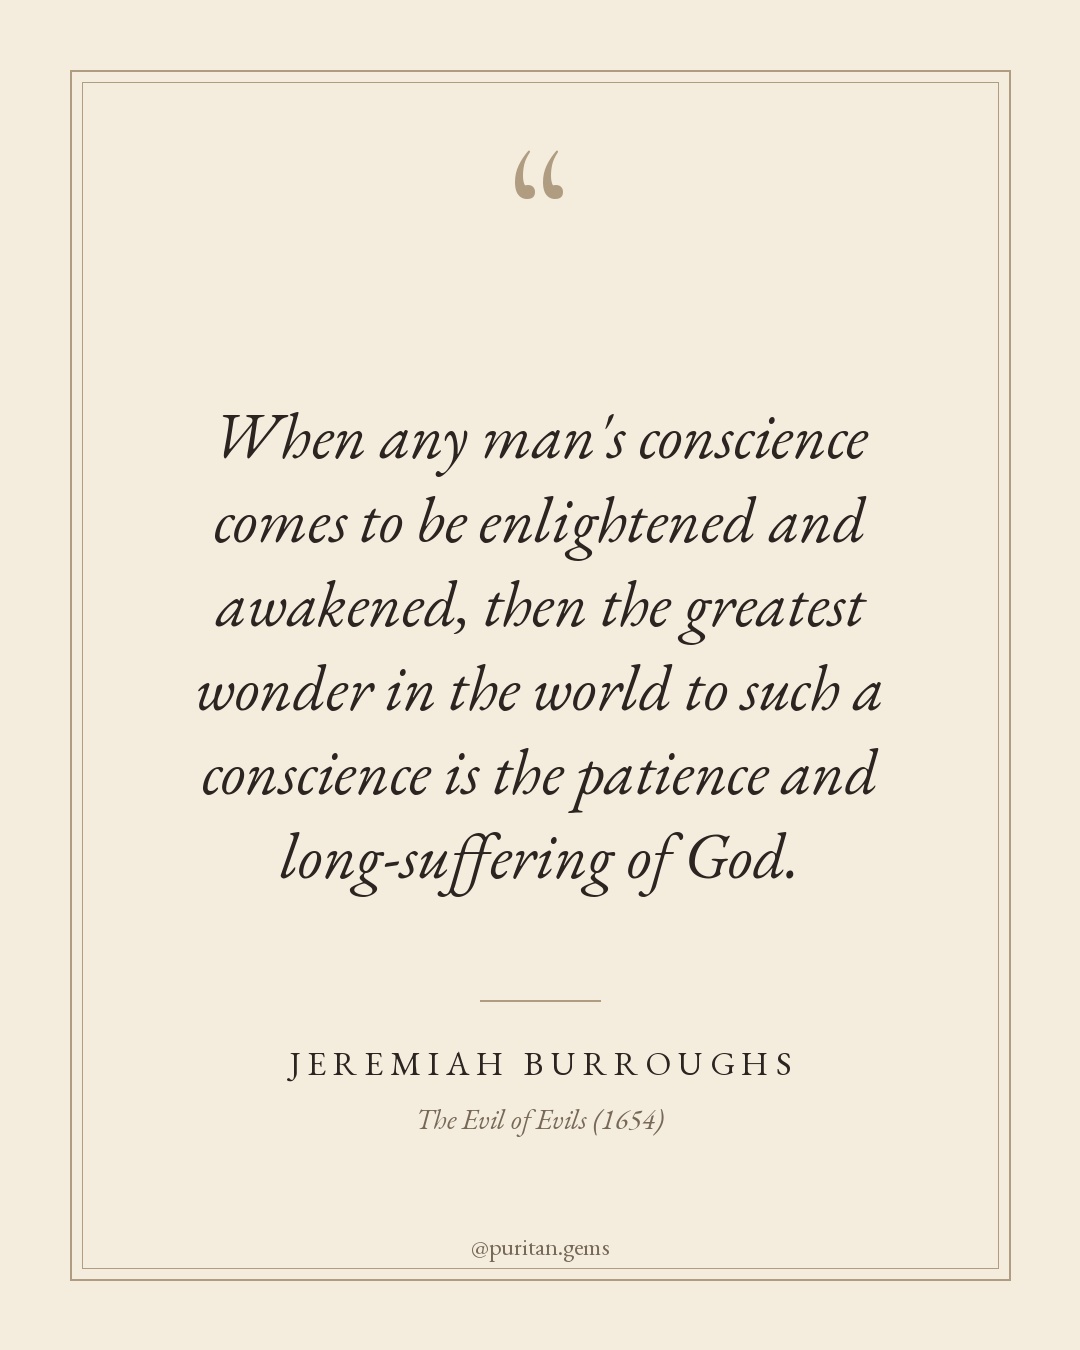 “
When any man's conscience
comes to be enlightened and
awakened, then the greatest
wonder in the world to such a
conscience is the patience and
long-suffering of God.
JEREMIAH BURROUGHS
The Evil of Evils (1654)
@puritan.gems